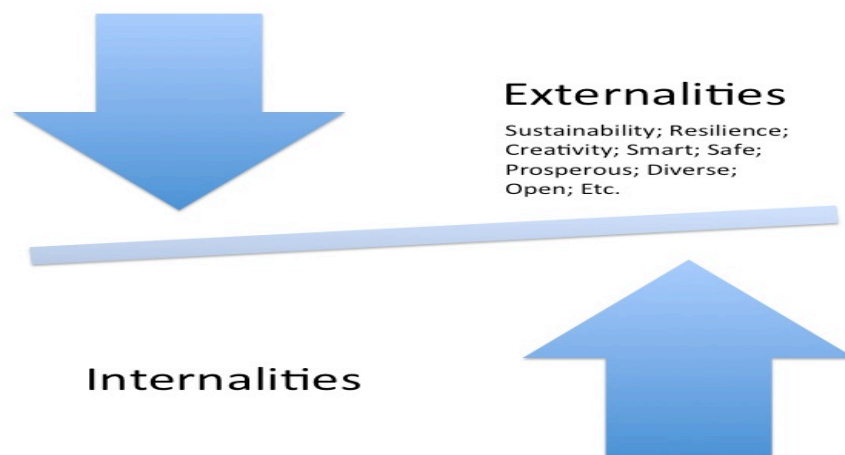 Externalities
Sustainability; Resilience;
Creativity; Smart; Safe;
Prosperous; Diverse;
Open; Etc.
Internalities